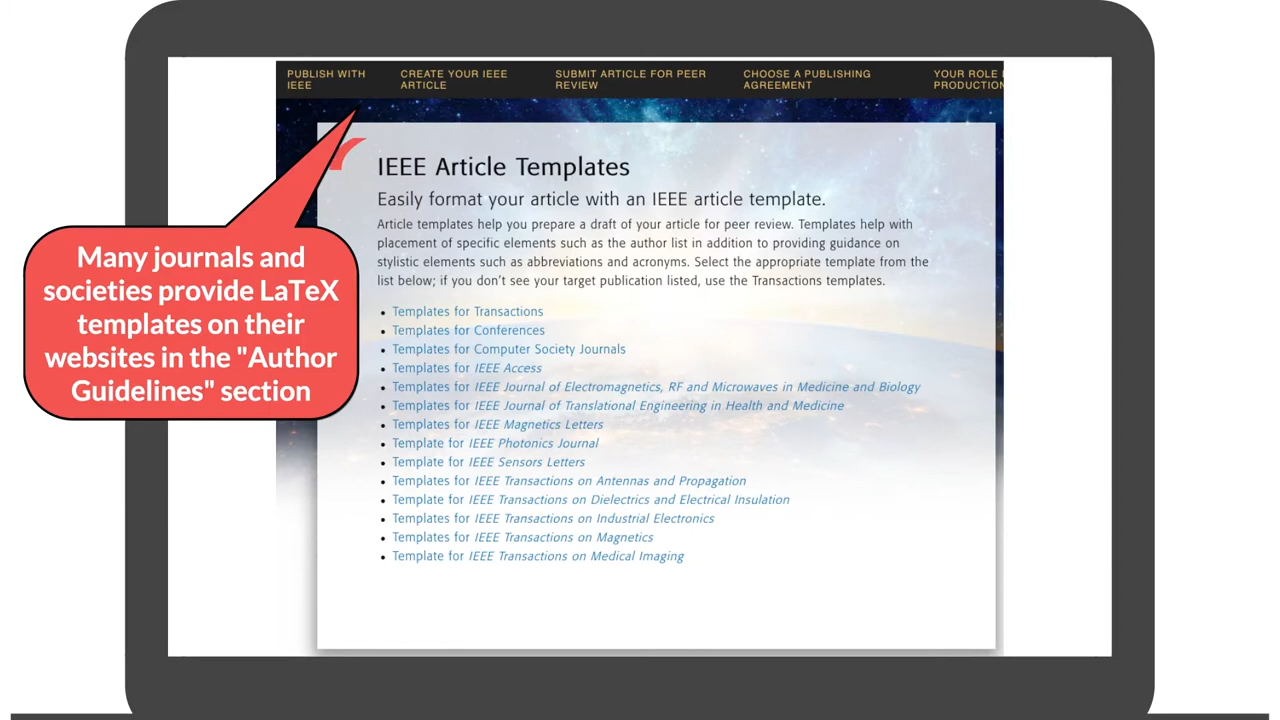 PUBLISH WITH
IEEE
CREATE YOUR IEEE
ARTICLE
SUBMIT ARTICLE FOR PEER
REVIEW
CHOOSE A PUBLISHING
AGREEMENT
YOUR ROLE
PRODUCTION
IEEE Article Templates
Easily format your article with an IEEE article template.
Article templates help you prepare a draft of your article for peer review. Templates help with
placement of specific elements such as the author list in addition to providing guidance on
stylistic elements such as abbreviations and acronyms. Select the appropriate template from the
list below; if you don't see your target publication listed, use the Transactions templates.
• Templates for Transactions
• Templates for Conferences
• Templates for Computer Society Journals
• Templates for IEEE Access
• Templates for IEEE Journal of Electromagnetics, RF and Microwaves in Medicine and Biology
• Templates for IEEE Journal of Translational Engineering in Health and Medicine
• Templates for IEEE Magnetics Letters
• Template for IEEE Photonics Journal
• Template for IEEE Sensors Letters
• Templates for IEEE Transactions on Antennas and Propagation
• Template for IEEE Transactions on Dielectrics and Electrical Insulation
• Templates for IEEE Transactions on Industrial Electronics
• Templates for IEEE Transactions on Magnetics
• Template for IEEE Transactions on Medical Imaging
Many journals and
societies provide LaTeX
templates on their
websites in the "Author
Guidelines" section